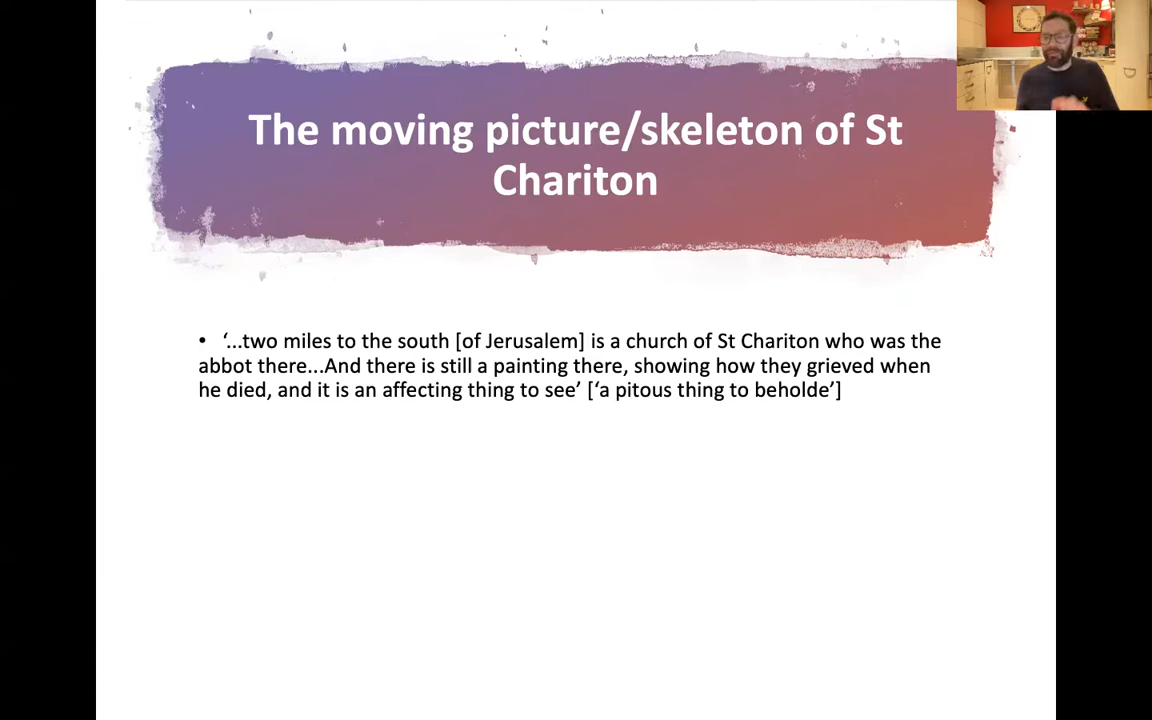 The moving picture/skeleton of St
Chariton
• ‘...two miles to the south [of Jerusalem] is a church of St Chariton who was the
abbot there...And there is still a painting there, showing how they grieved when
he died, and it is an affecting thing to see’ [‘a pitous thing to beholde’]